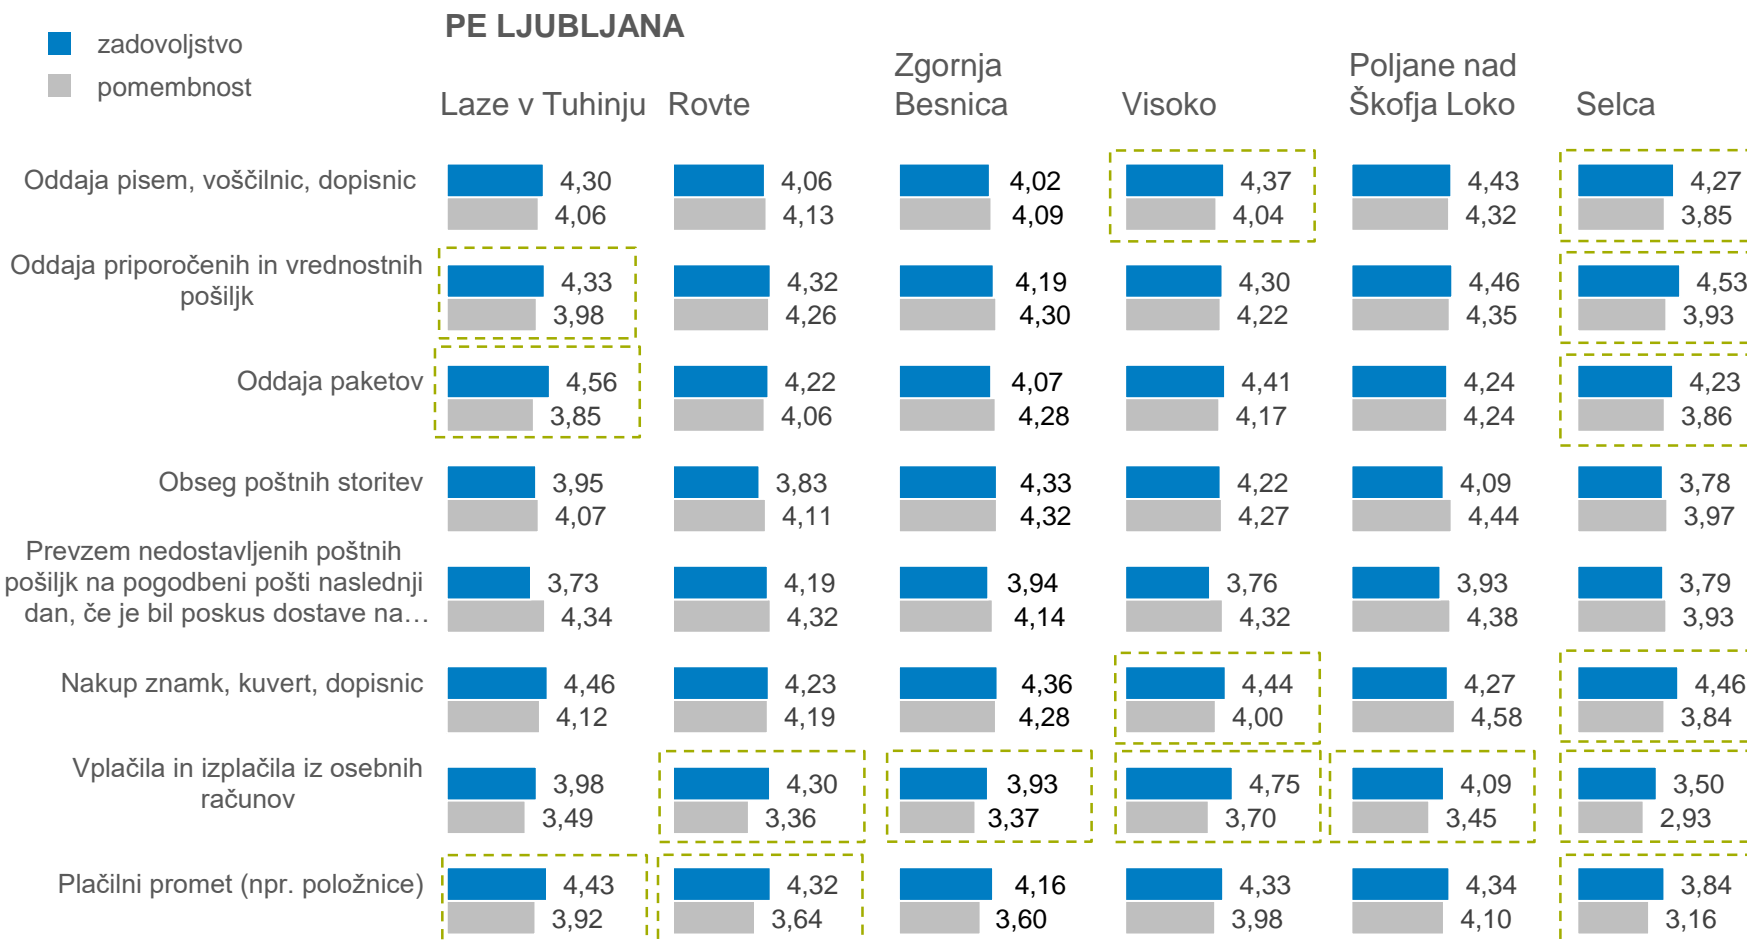 PE LJUBLJANA
zadovoljstvo
pomembnost
Laze v Tuhinju
Rovte
Zgornja
Besnica
Visoko
Poljane nad
Škofja Loko
Selca
Oddaja pisem, voščilnic, dopisnic
4,30 4,06 4,02 4,37 4,43 4,27
4,06 4,13 4,09 4,04 4,32 3,85
Oddaja priporočenih in vrednostnih
pošiljk
4,33 4,32 4,19 4,30 4,46 4,53
3,98 4,26 4,30 4,22 4,35 3,93
Oddaja paketov
4,56 4,22 4,07 4,41 4,24 4,23
3,85 4,06 4,28 4,17 4,24 3,86
Obseg poštnih storitev
3,95 3,83 4,33 4,22 4,09 3,78
4,07 4,11 4,32 4,27 4,44 3,97
Prevzem nedostavljenih poštnih
pošiljk na pogodbeni pošti naslednji
dan, če je bil poskus dostave na…
3,73 4,19 3,94 3,76 3,93 3,79
4,34 4,32 4,14 4,32 4,38 3,93
Nakup znamk, kuvert, dopisnic
4,46 4,23 4,36 4,44 4,27 4,46
4,12 4,19 4,28 4,00 4,58 3,84
Vplačila in izplačila iz osebnih
računov
3,98 4,30 3,93 4,75 4,09 3,50
3,49 3,36 3,37 3,70 3,45 2,93
Plačilni promet (npr. položnice)
4,43 4,32 4,16 4,33 4,34 3,84
3,92 3,64 3,60 3,98 4,10 3,16